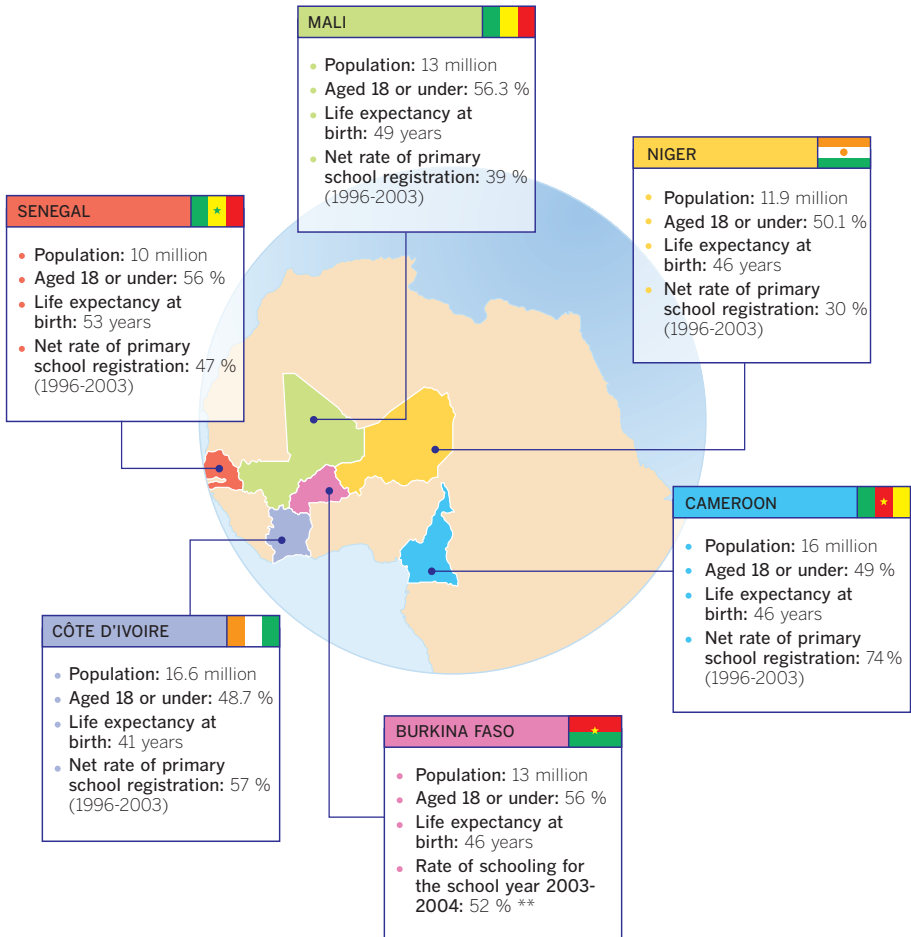 MALI
Population: 13 million
Aged 18 or under: 56.3 %
Life expectancy at
birth: 49 years
Net rate of primary
school registration: 39 %
(1996-2003)
NIGER
Population: 11.9 million
Aged 18 or under: 50.1 %
Life expectancy at
birth: 46 years
Net rate of primary
school registration: 30 %
(1996-2003)
SENEGAL
Population: 10 million
Aged 18 or under: 56 %
Life expectancy at
birth: 53 years
Net rate of primary
school registration: 47 %
(1996-2003)
CAMEROON
Population: 16 million
Aged 18 or under: 49 %
Life expectancy at
birth: 46 years
Net rate of primary
school registration: 74 %
(1996-2003)
CÔTE D'IVOIRE
Population: 16.6 million
Aged 18 or under: 48.7 %
Life expectancy at
birth: 41 years
Net rate of primary
school registration: 57 %
(1996-2003)
BURKINA FASO
Population: 13 million
Aged 18 or under: 56 %
Life expectancy at
birth: 46 years
Rate of schooling for
the school year 2003-
2004: 52 % **